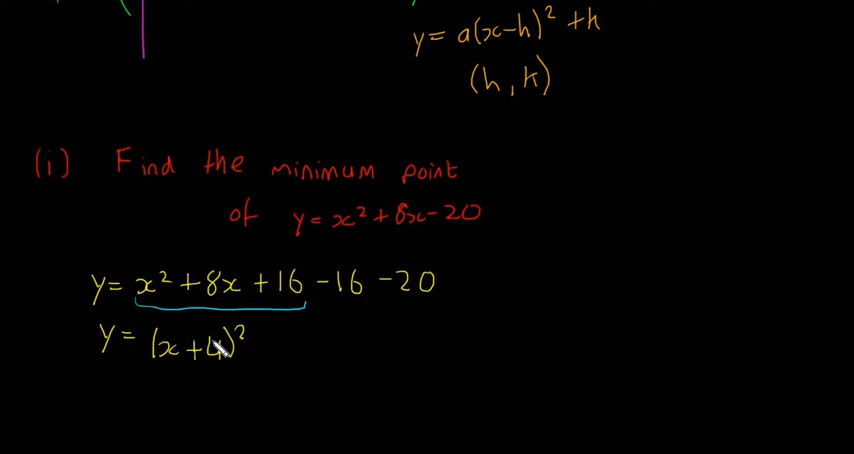 y = a(x-h)² + k
(h, k)
(i) Find the minimum point
of y = x² + 8x - 20
y = x² + 8x + 16 - 16 - 20
y = (x + 4)²